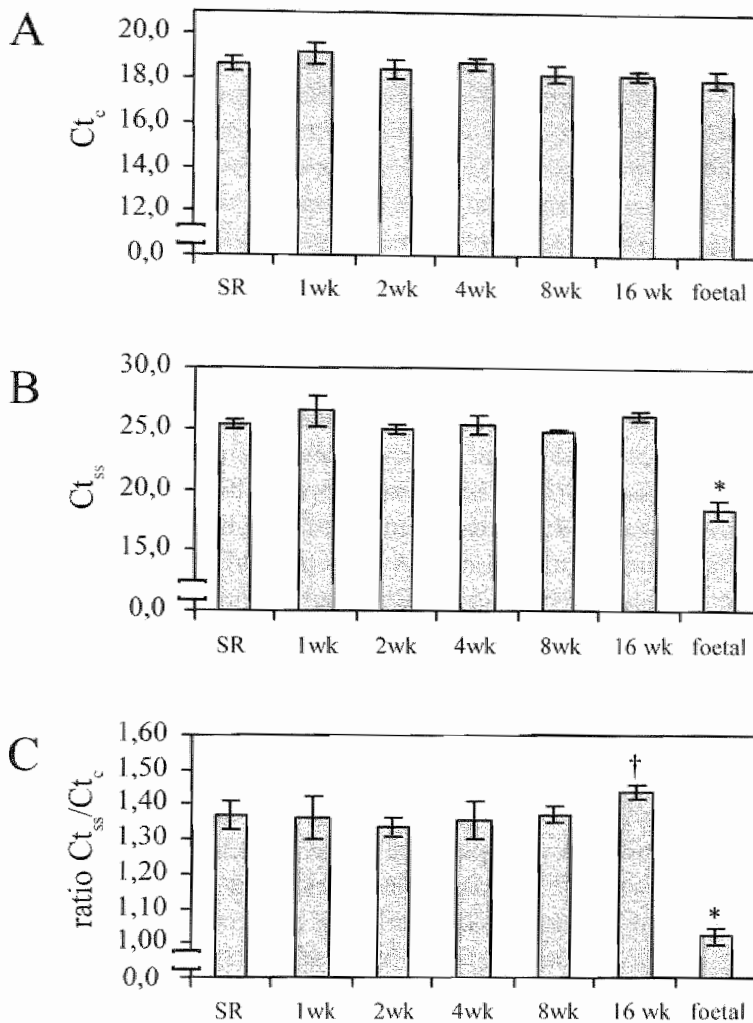 A
20,0
18,0
16,0
14,0
12,0
0,0
Ct_c
SR 1wk 2wk 4wk 8wk 16 wk foetal
B
30,0
25,0
20,0
15,0
0,0
Ct_ss
*
SR 1wk 2wk 4wk 8wk 16 wk foetal
C
1,60
1,50
1,40
1,30
1,20
1,10
1,00
0,0
ratio Ct_ss/Ct_c
†
*
SR 1wk 2wk 4wk 8wk 16 wk foetal